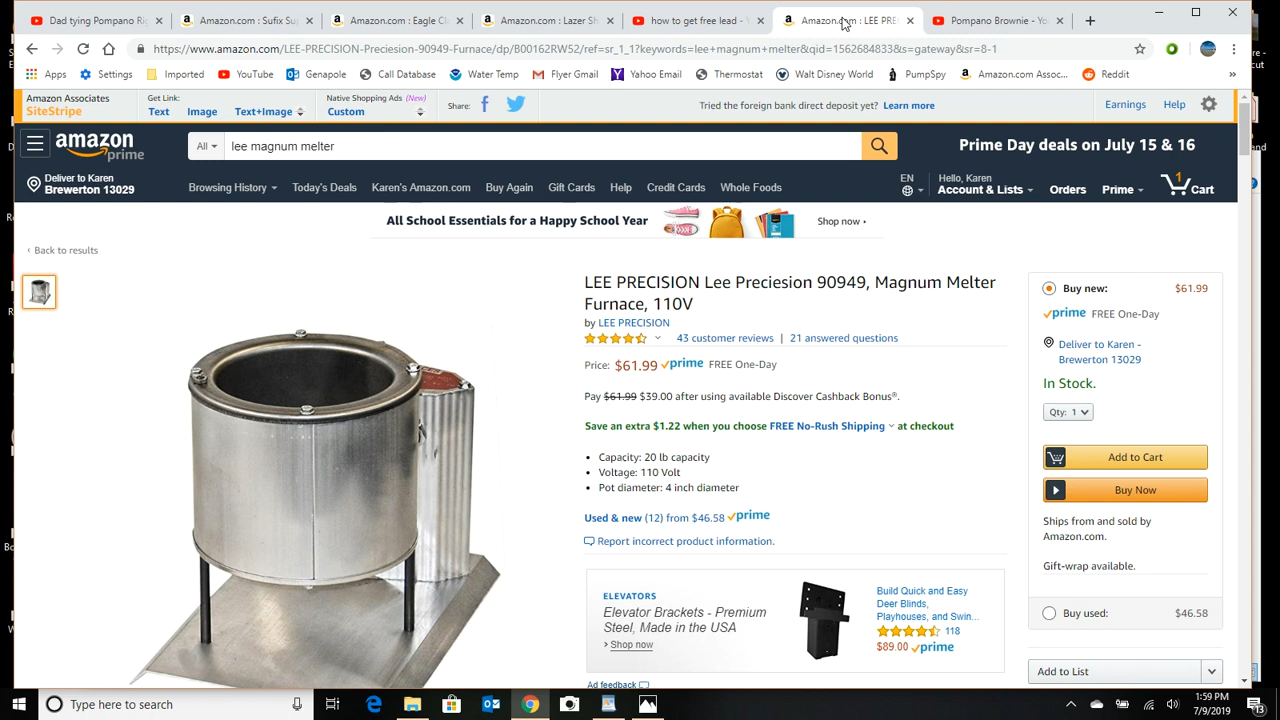 Dad tying Pompano Ri
Amazon.com : Sufix Su
Amazon.com : Eagle C
Amazon.com: Lazer Sh
how to get free lead - Y
Amazon.com : LEE PRE
Pompano Brownie - Yo
https://www.amazon.com/LEE-PRECISION-Preciesion-90949-Furnace/dp/B00162RW52/ref=sr_1_1?keywords=lee+magnum+melter&qid=1562684833&s=gateway&sr=8-1
Apps Settings Imported YouTube Genapole Call Database Water Temp Flyer Gmail Yahoo Email Thermostat Walt Disney World PumpSpy Amazon.com Assoc... Reddit »
Amazon Associates
SiteStripe
Get Link:
Text Image Text+Image
Native Shopping Ads (New)
Custom
Share:
Tried the foreign rank direct deposit yet? Learn more
Earnings Help
amazon
prime
All
lee magnum melter
Prime Day deals on July 15 & 16
Deliver to Karen
Brewerton 13029
Browsing History Today's Deals Karen's Amazon.com Buy Again Gift Cards Help Credit Cards Whole Foods
EN
Hello, Karen
Account & Lists
Orders
Prime
1
Cart
All School Essentials for a Happy School Year
Shop now ›
‹ Back to results
LEE PRECISION Lee Preciesion 90949, Magnum Melter
Furnace, 110V
by LEE PRECISION
43 customer reviews | 21 answered questions
Price: $61.99 prime FREE One-Day
Pay $61.99 $39.00 after using available Discover Cashback Bonus®.
Save an extra $1.22 when you choose FREE No-Rush Shipping at checkout
• Capacity: 20 lb capacity
• Voltage: 110 Volt
• Pot diameter: 4 inch diameter
Used & new (12) from $46.58 prime
Report incorrect product information.
ELEVATORS
Elevator Brackets - Premium
Steel, Made in the USA
› Shop now
Build Quick and Easy
Deer Blinds,
Playhouses, and Swin...
118
$89.00 prime
Ad feedback
Buy new: $61.99
prime FREE One-Day
Deliver to Karen -
Brewerton 13029
In Stock.
Qty: 1
Add to Cart
Buy Now
Ships from and sold by
Amazon.com.
Gift-wrap available.
Buy used: $46.58
Add to List
Type here to search
1:59 PM
7/9/2019
13